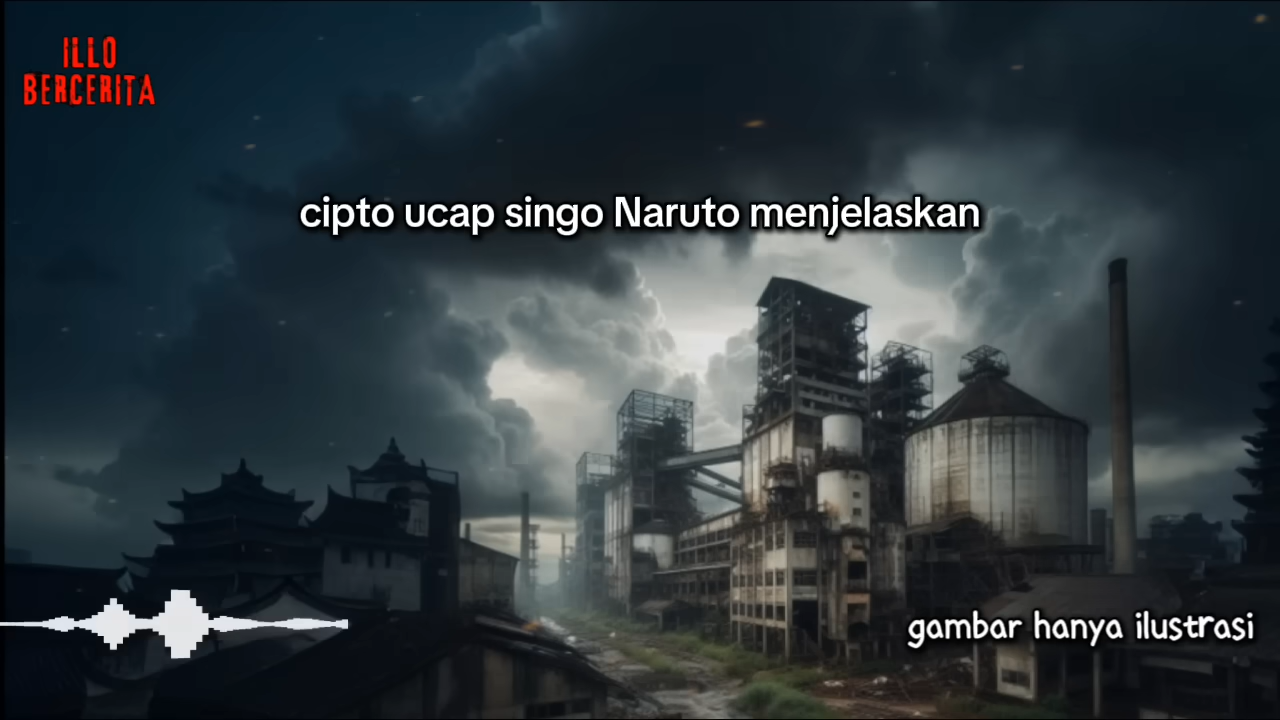 ILLO
BERCERITA
cipto ucap singo Naruto menjelaskan
gambar hanya ilustrasi